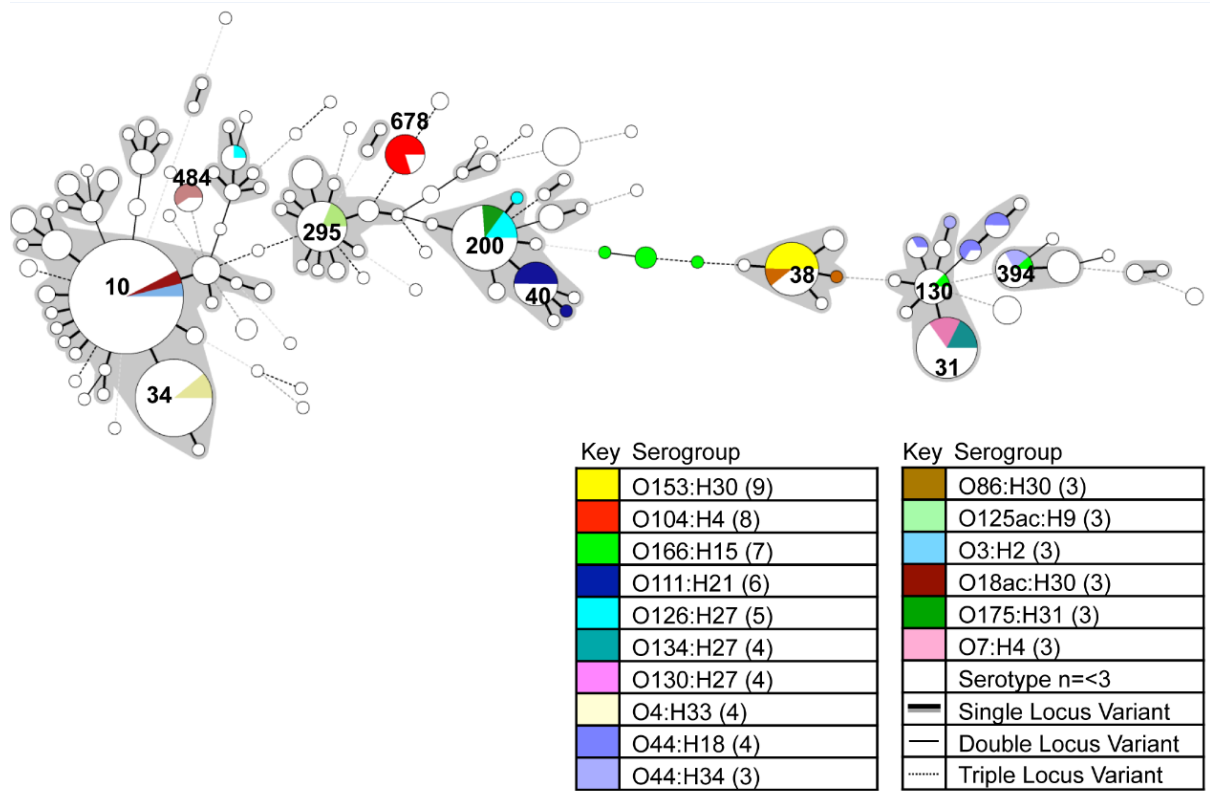 678
484
295
200
10
38
40
130
394
34
31
Key Serogroup
O153:H30 (9)
O104:H4 (8)
O166:H15 (7)
O111:H21 (6)
O126:H27 (5)
O134:H27 (4)
O130:H27 (4)
O4:H33 (4)
O44:H18 (4)
O44:H34 (3)
Key Serogroup
O86:H30 (3)
O125ac:H9 (3)
O3:H2 (3)
O18ac:H30 (3)
O175:H31 (3)
O7:H4 (3)
Serotype n=<3
Single Locus Variant
Double Locus Variant
Triple Locus Variant